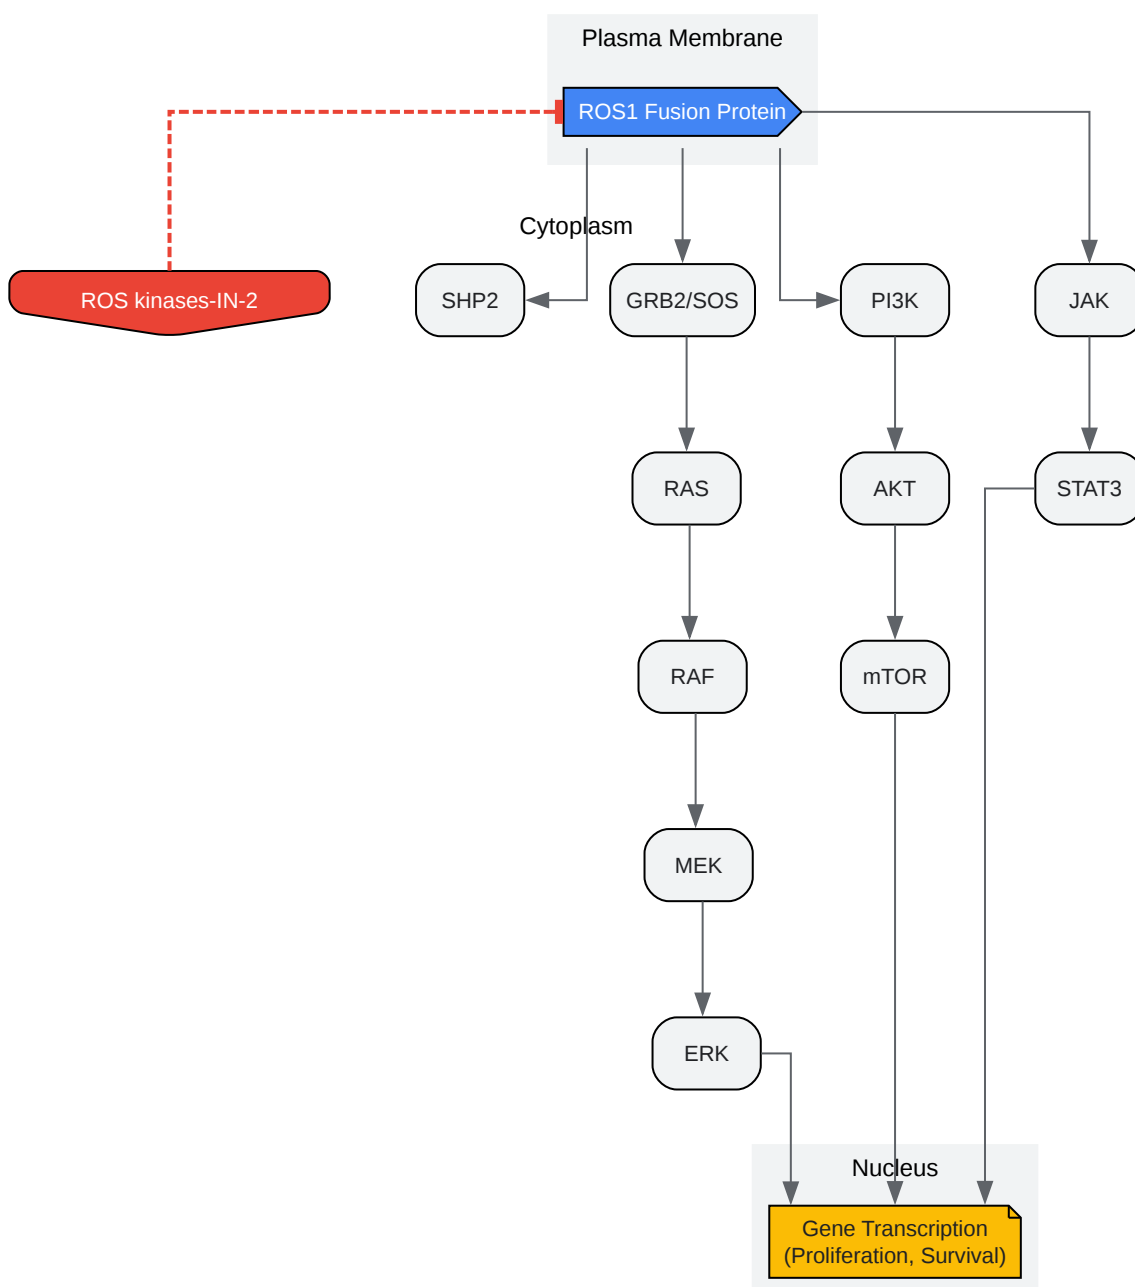 Plasma Membrane
ROS1 Fusion Protein
Cytoplasm
ROS kinases-IN-2
SHP2
GRB2/SOS
PI3K
JAK
RAS
AKT
STAT3
RAF
mTOR
MEK
ERK
Nucleus
Gene Transcription
(Proliferation, Survival)